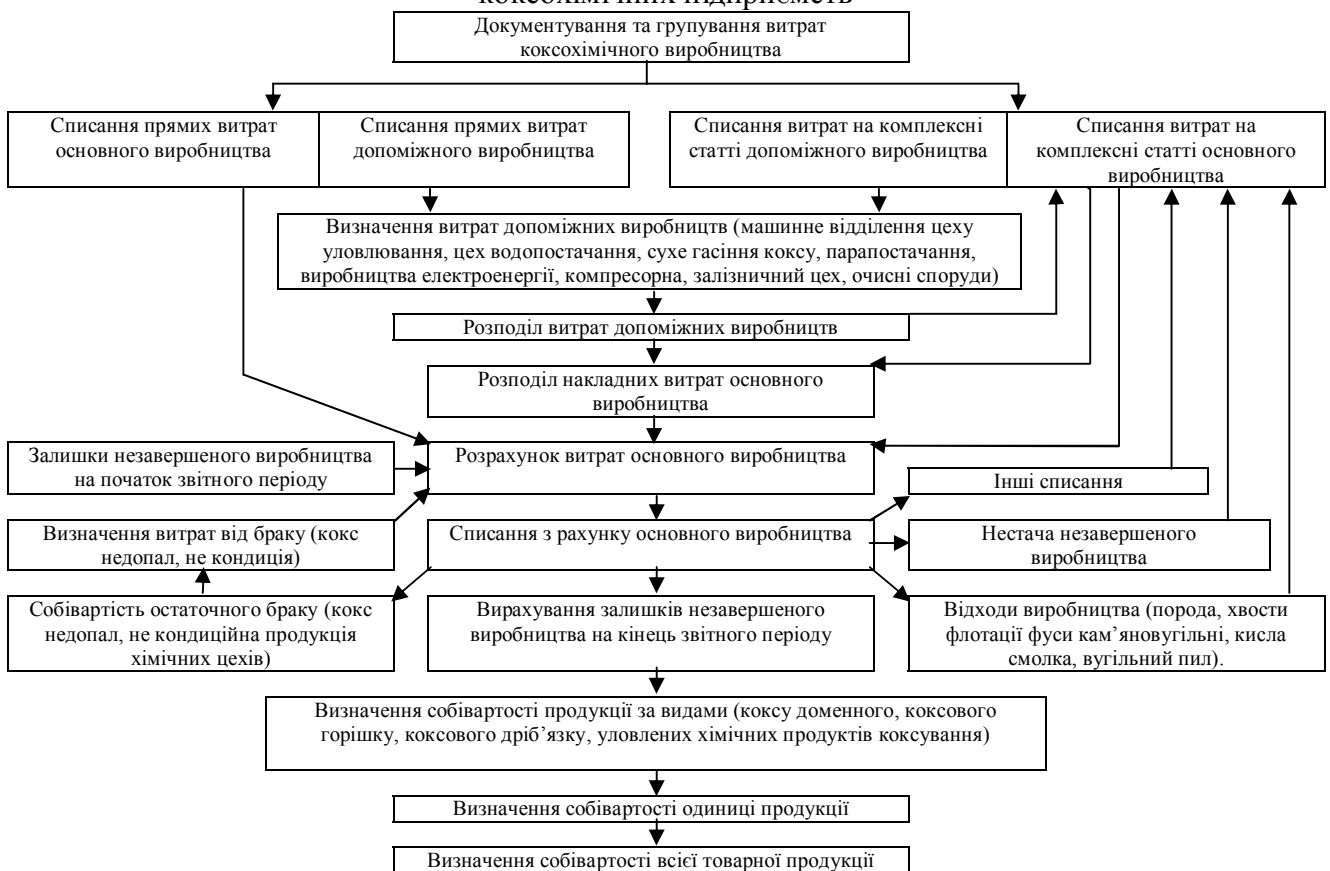 коксохімічних підприємств
Документування та групування витрат
коксохімічного виробництва
Списання прямих витрат
основного виробництва
Списання прямих витрат
допоміжного виробництва
Списання витрат на комплексні
статті допоміжного виробництва
Списання витрат на
комплексні статті основного
виробництва
Визначення витрат допоміжних виробництв (машинне відділення цеху
уловлювання, цех водопостачання, сухе гасіння коксу, парапостачання,
виробництва електроенергії, компресорна, залізничний цех, очисні споруди)
Розподіл витрат допоміжних виробництв
Розподіл накладних витрат основного
виробництва
Залишки незавершеного виробництва
на початок звітного періоду
Розрахунок витрат основного виробництва
Інші списання
Визначення витрат від браку (кокс
недопал, не кондиція)
Списання з рахунку основного виробництва
Нестача незавершеного
виробництва
Собівартість остаточного браку (кокс
недопал, не кондиційна продукція
хімічних цехів)
Вирахування залишків незавершеного
виробництва на кінець звітного періоду
Відходи виробництва (порода, хвости
флотації фуси кам’яновугільні, кисла
смолка, вугільний пил).
Визначення собівартості продукції за видами (коксу доменного, коксового
горішку, коксового дріб’язку, уловлених хімічних продуктів коксування)
Визначення собівартості одиниці продукції
Визначення собівартості всієї товарної продукції